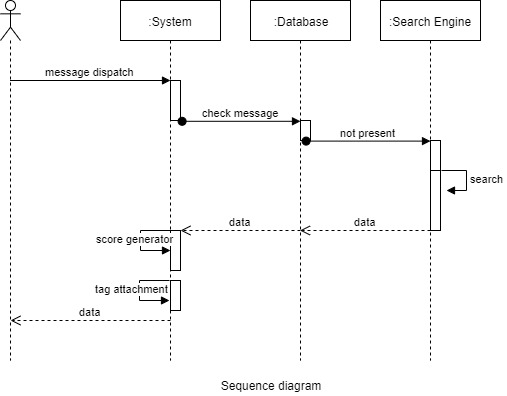 :System
:Database
:Search Engine
message dispatch
check message
not present
search
data
data
score generator
tag attachment
data
Sequence diagram